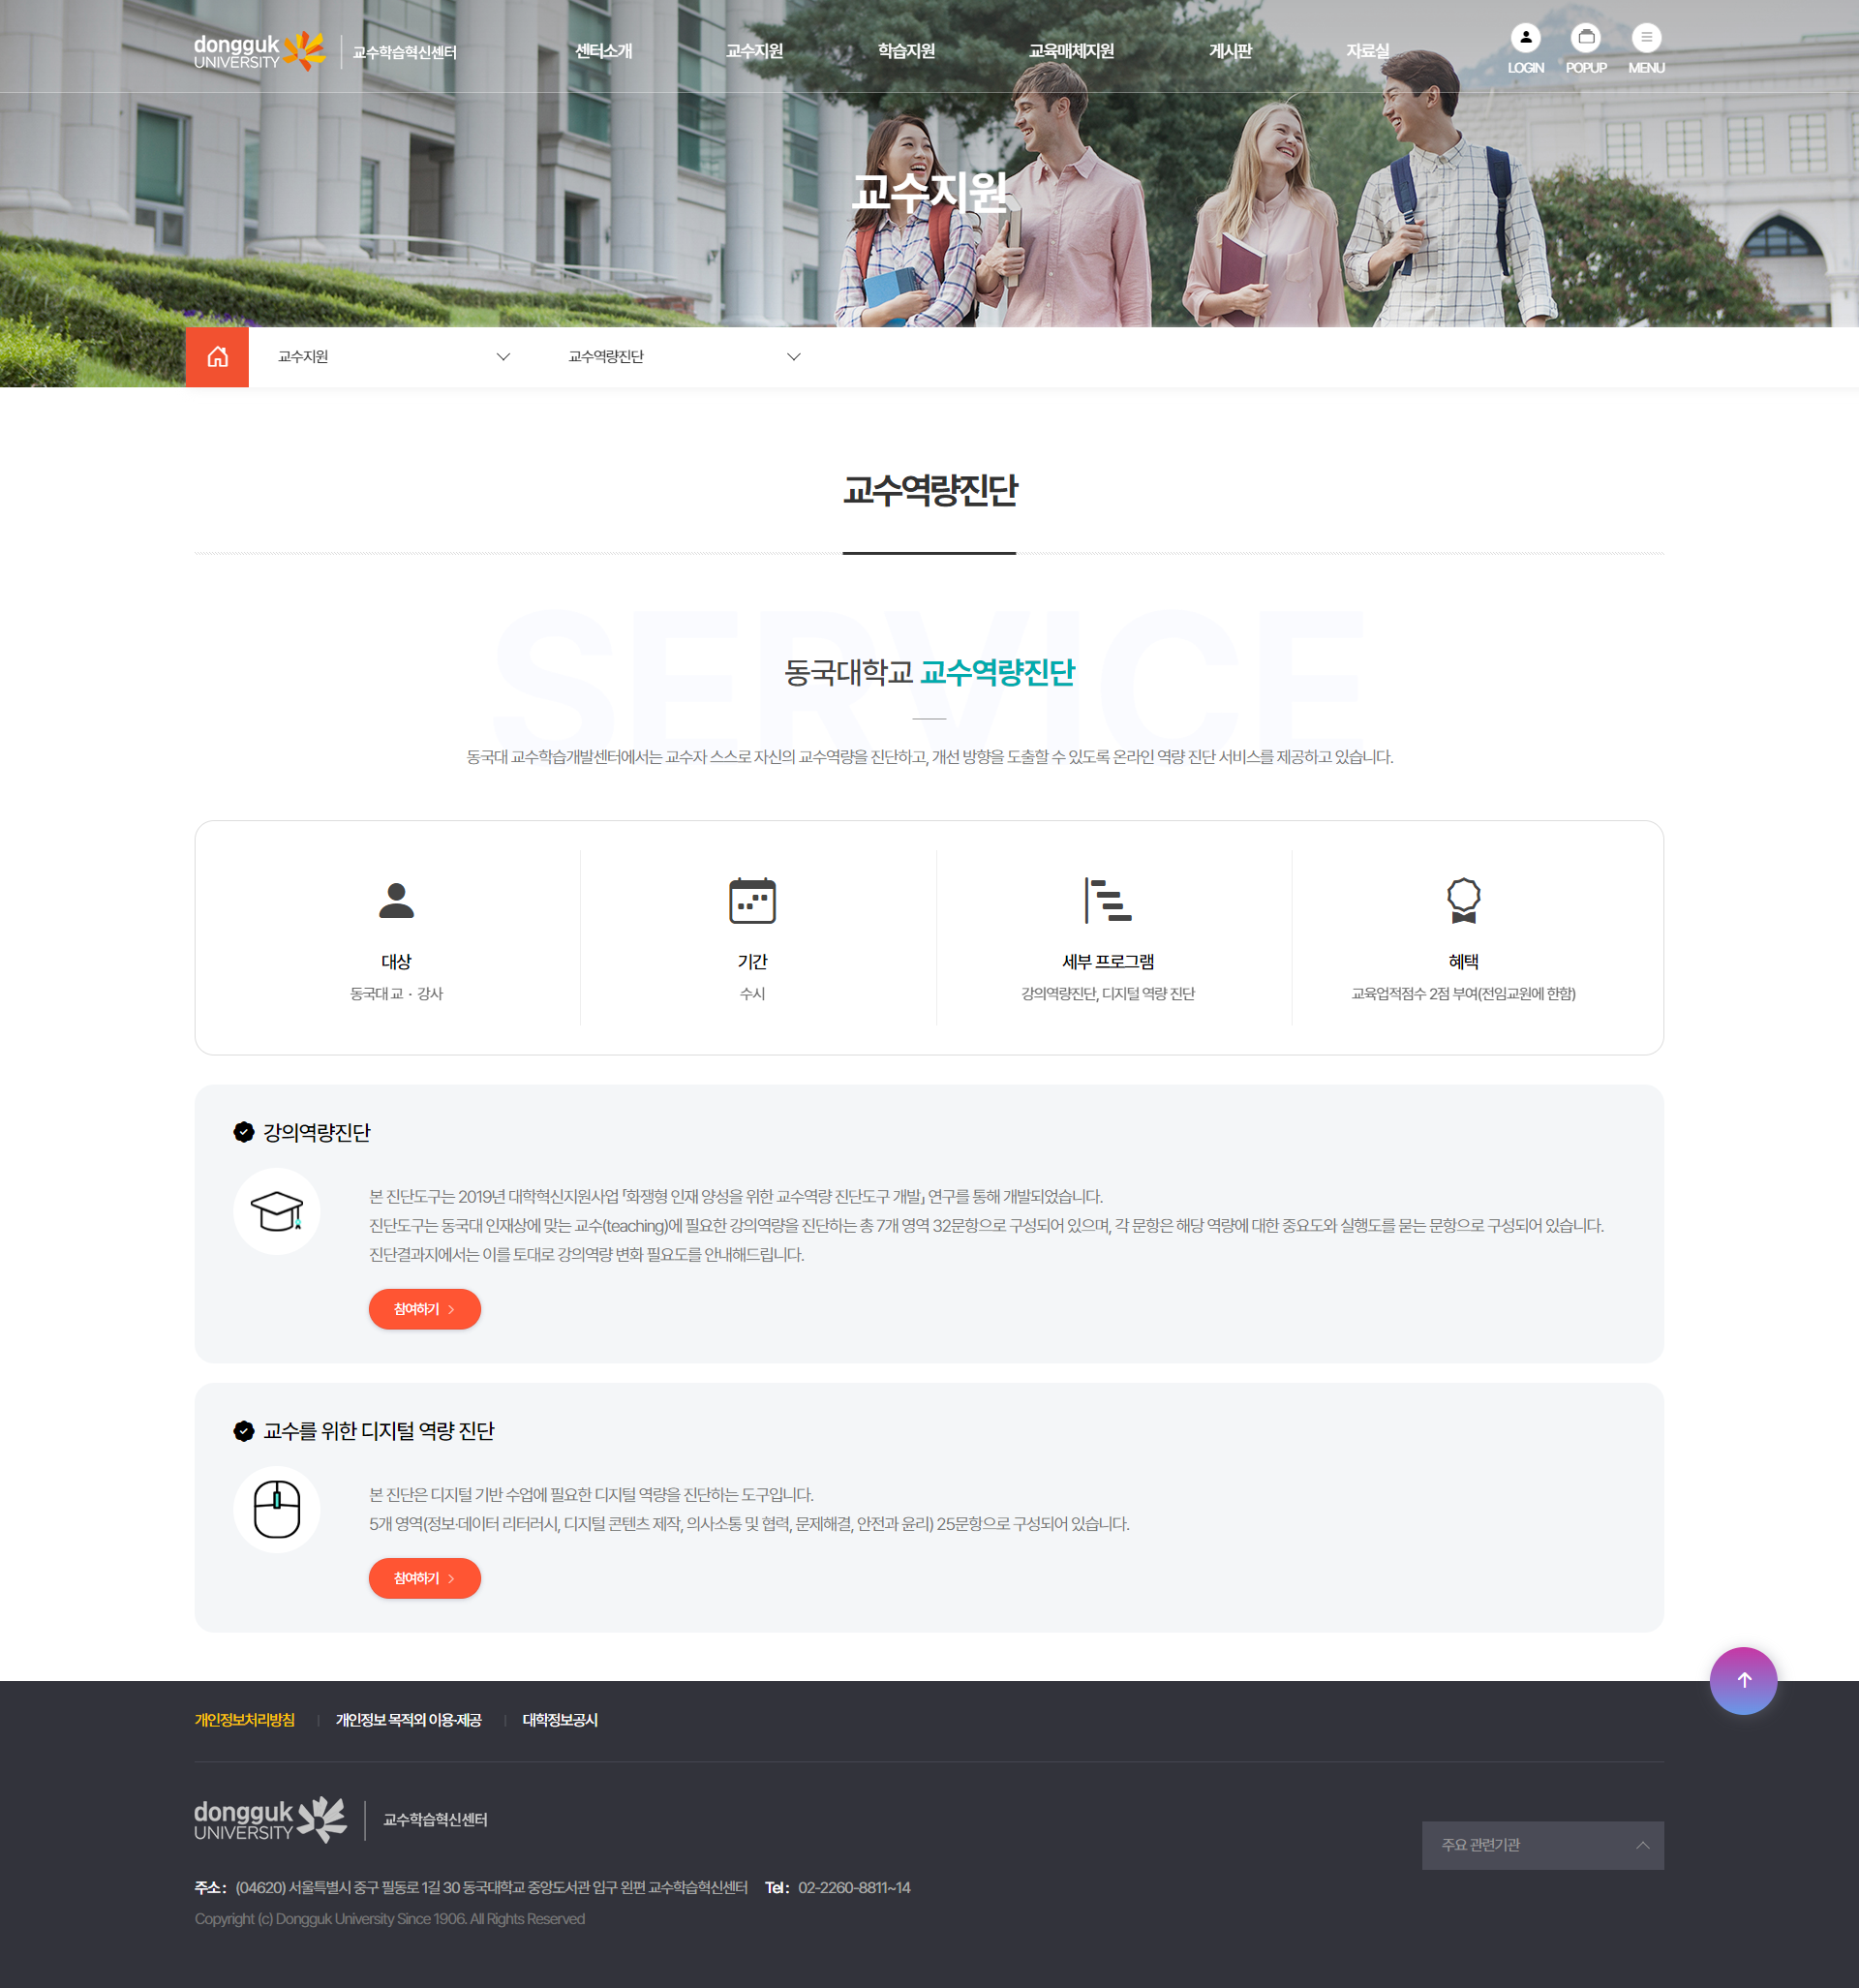 dongguk
UNIVERSITY
교수학습혁신센터
센터소개
교수지원
학습지원
교육매체지원
게시판
자료실
LOGIN
POPUP
MENU
교수지원
교수지원
교수역량진단
교수역량진단
SERVICE
동국대학교 교수역량진단
동국대 교수학습개발센터에서는 교수자 스스로 자신의 교수역량을 진단하고, 개선 방향을 도출할 수 있도록 온라인 역량 진단 서비스를 제공하고 있습니다.
대상
동국대 교・강사
기간
수시
세부 프로그램
강의역량진단, 디지털 역량 진단
혜택
교육업적점수 2점 부여(전임교원에 한함)
강의역량진단
본 진단도구는 2019년 대학혁신지원사업 「화쟁형 인재 양성을 위한 교수역량 진단도구 개발」 연구를 통해 개발되었습니다.
진단도구는 동국대 인재상에 맞는 교수(teaching)에 필요한 강의역량을 진단하는 총 7개 영역 32문항으로 구성되어 있으며, 각 문항은 해당 역량에 대한 중요도와 실행도를 묻는 문항으로 구성되어 있습니다.
진단결과지에서는 이를 토대로 강의역량 변화 필요도를 안내해드립니다.
참여하기
교수를 위한 디지털 역량 진단
본 진단은 디지털 기반 수업에 필요한 디지털 역량을 진단하는 도구입니다.
5개 영역(정보·데이터 리터러시, 디지털 콘텐츠 제작, 의사소통 및 협력, 문제해결, 안전과 윤리) 25문항으로 구성되어 있습니다.
참여하기
개인정보처리방침
개인정보 목적외 이용·제공
대학정보공시
dongguk
UNIVERSITY
교수학습혁신센터
주요 관련기관
주소 : (04620) 서울특별시 중구 필동로 1길 30 동국대학교 중앙도서관 입구 왼편 교수학습혁신센터 Tel : 02-2260-8811~14
Copyright (c) Dongguk University Since 1906. All Rights Reserved